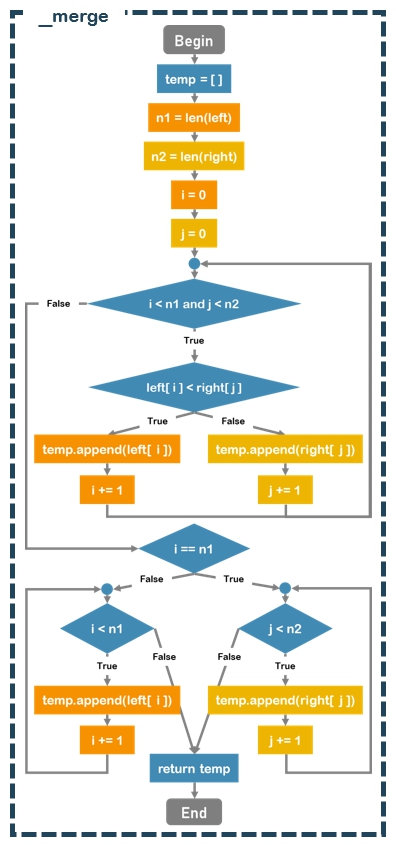 __merge
Begin
temp = [ ]
n1 = len(left)
n2 = len(right)
i = 0
j = 0
False
i < n1 and j < n2
True
left[ i ] < right[ j ]
True
False
temp.append(left[ i ])
temp.append(right[ j ])
i += 1
j += 1
i == n1
False
True
i < n1
j < n2
True
False
False
True
temp.append(left[ i ])
temp.append(right[ j ])
i += 1
j += 1
return temp
End